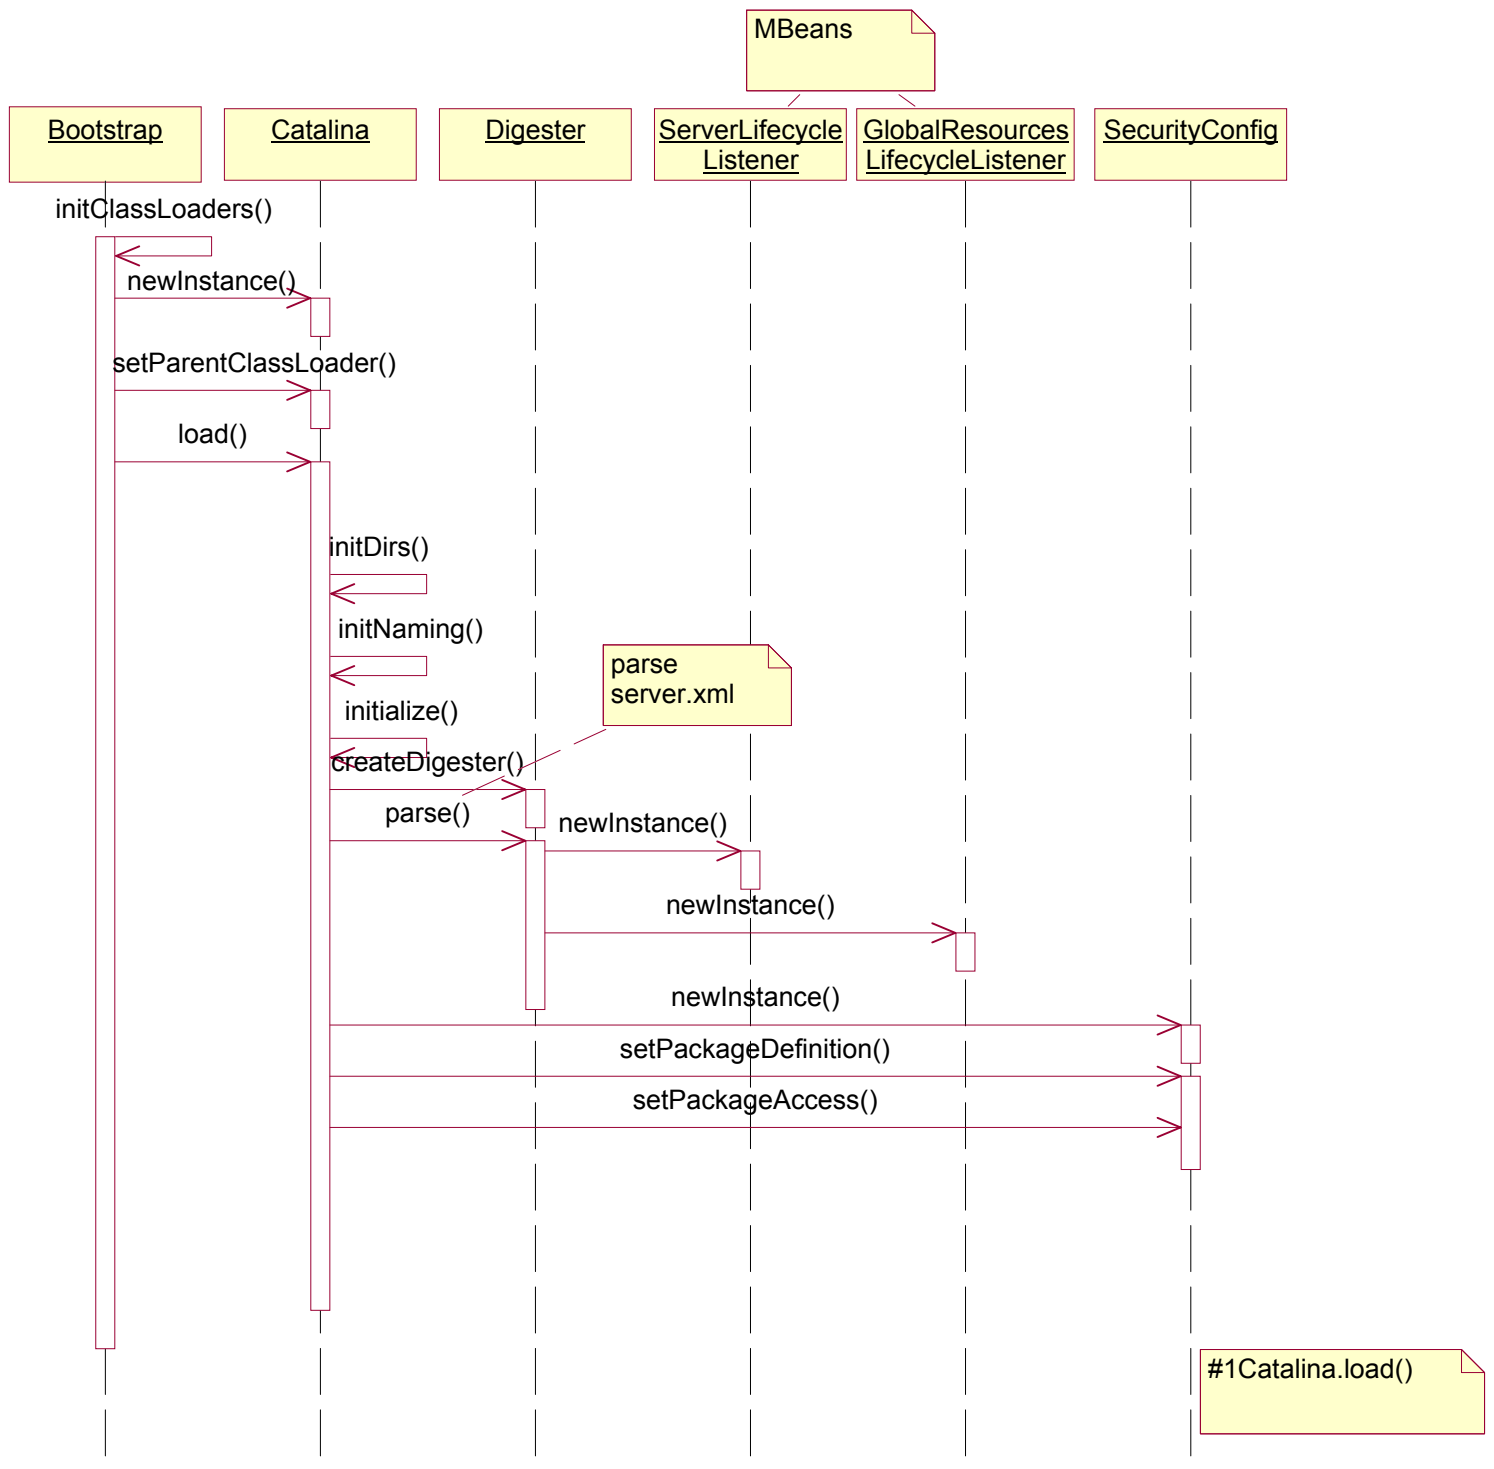 MBeans
Bootstrap
Catalina
Digester
ServerLifecycle
Listener
GlobalResources
LifecycleListener
SecurityConfig
initClassLoaders()
newInstance()
setParentClassLoader()
load()
initDirs()
initNaming()
parse
server.xml
initialize()
createDigester()
parse()
newInstance()
newInstance()
newInstance()
setPackageDefinition()
setPackageAccess()
#1Catalina.load()